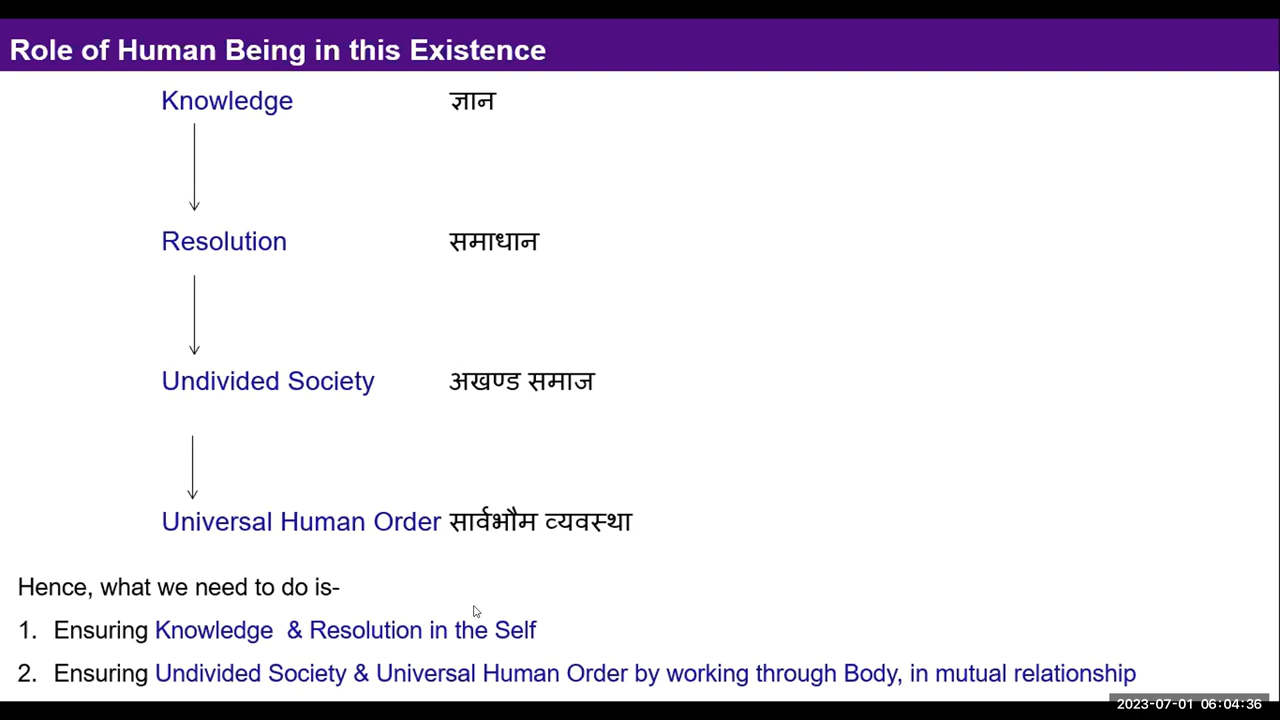 Role of Human Being in this Existence
Knowledge ज्ञान
Resolution समाधान
Undivided Society अखण्ड समाज
Universal Human Order सार्वभौम व्यवस्था
Hence, what we need to do is-
1. Ensuring Knowledge & Resolution in the Self
2. Ensuring Undivided Society & Universal Human Order by working through Body, in mutual relationship
2023-07-01 06:04:36